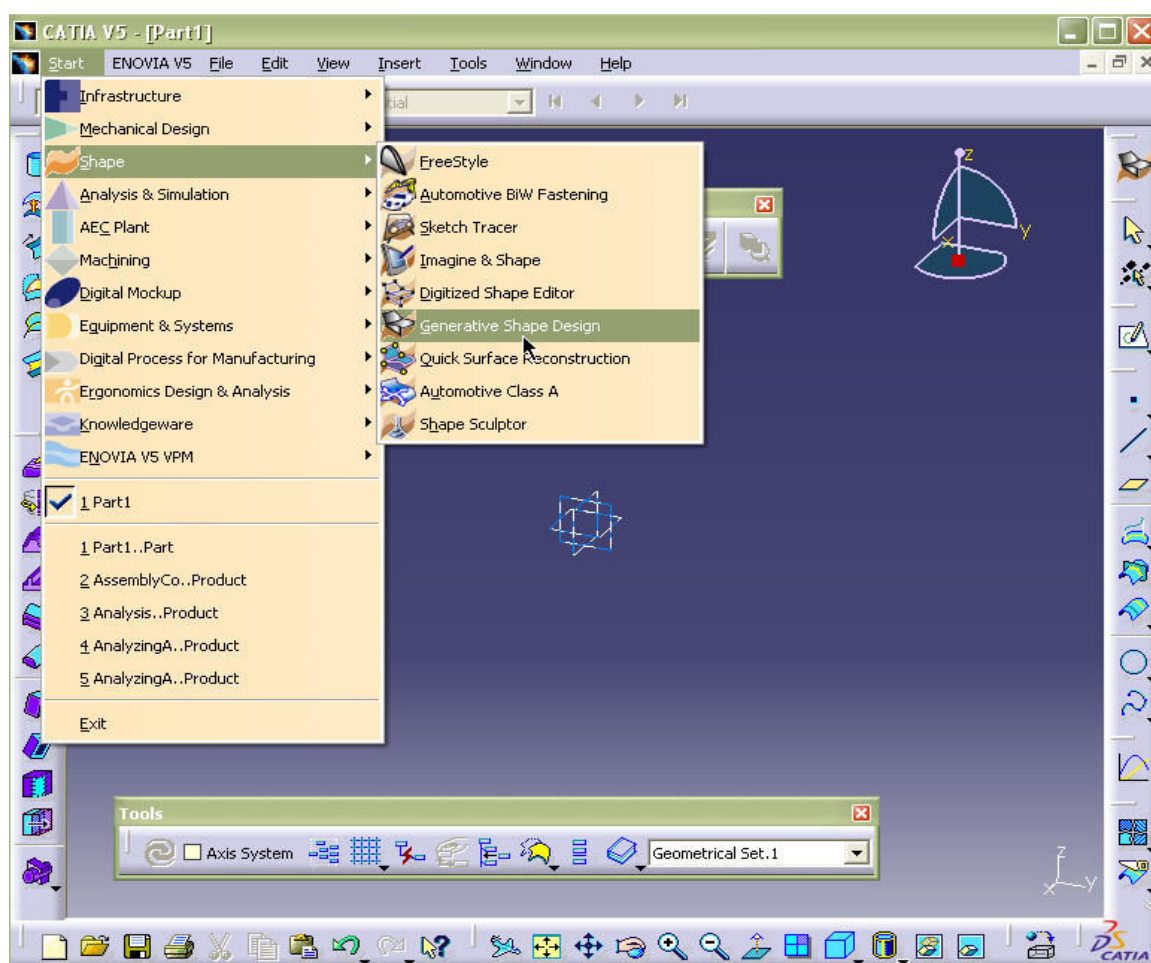 CATIA V5 - [Part1]
Start ENOVIA V5 File Edit View Insert Tools Window Help
Infrastructure
Mechanical Design
Shape
Analysis & Simulation
AEC Plant
Machining
Digital Mockup
Equipment & Systems
Digital Process for Manufacturing
Ergonomics Design & Analysis
Knowledgeware
ENOVIA V5 VPM
1 Part1
1 Part1..Part
2 AssemblyCo..Product
3 Analysis..Product
4 AnalyzingA..Product
5 AnalyzingA..Product
Exit
FreeStyle
Automotive BiW Fastening
Sketch Tracer
Imagine & Shape
Digitized Shape Editor
Generative Shape Design
Quick Surface Reconstruction
Automotive Class A
Shape Sculptor
z
y
x
Tools
Axis System
Geometrical Set.1
z
x
y
CATIA